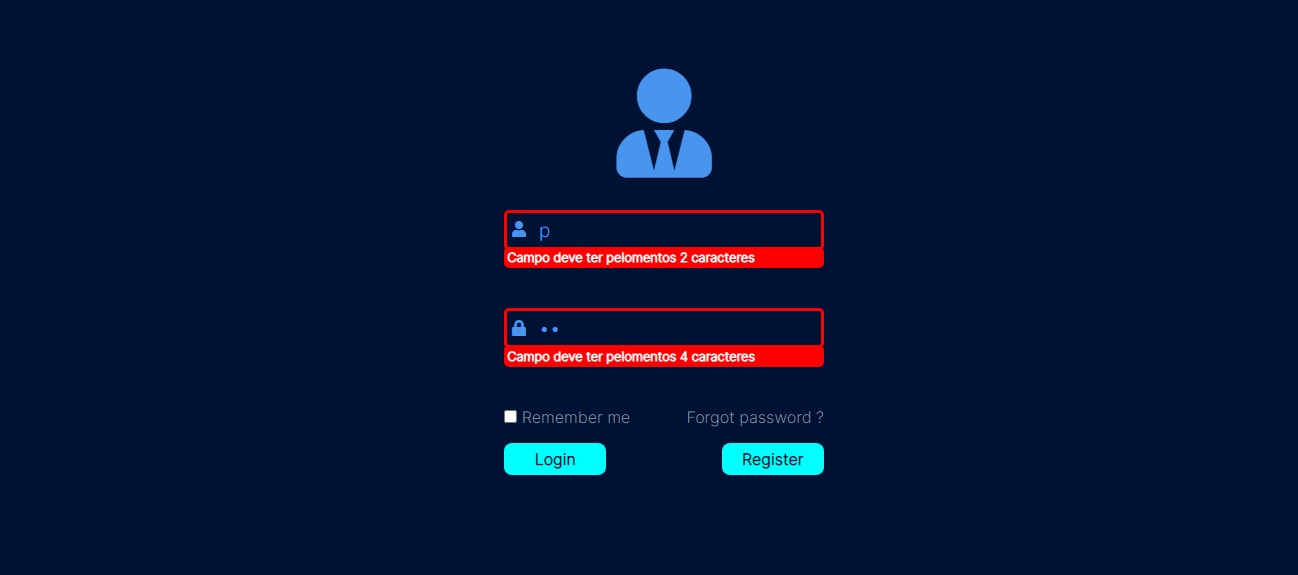 p
Campo deve ter pelomentos 2 caracteres
••
Campo deve ter pelomentos 4 caracteres
Remember me Forgot password ?
Login Register